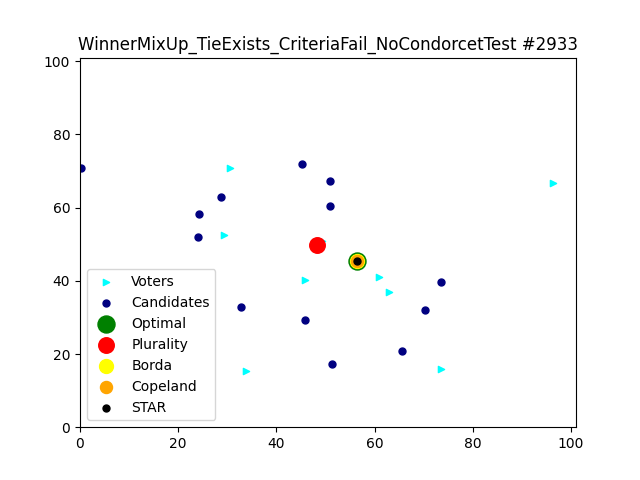 WinnerMixUp_TieExists_CriteriaFail_NoCondorcetTest #2933
100
80
60
40
20
0
Voters
Candidates
Optimal
Plurality
Borda
Copeland
STAR
0 20 40 60 80 100